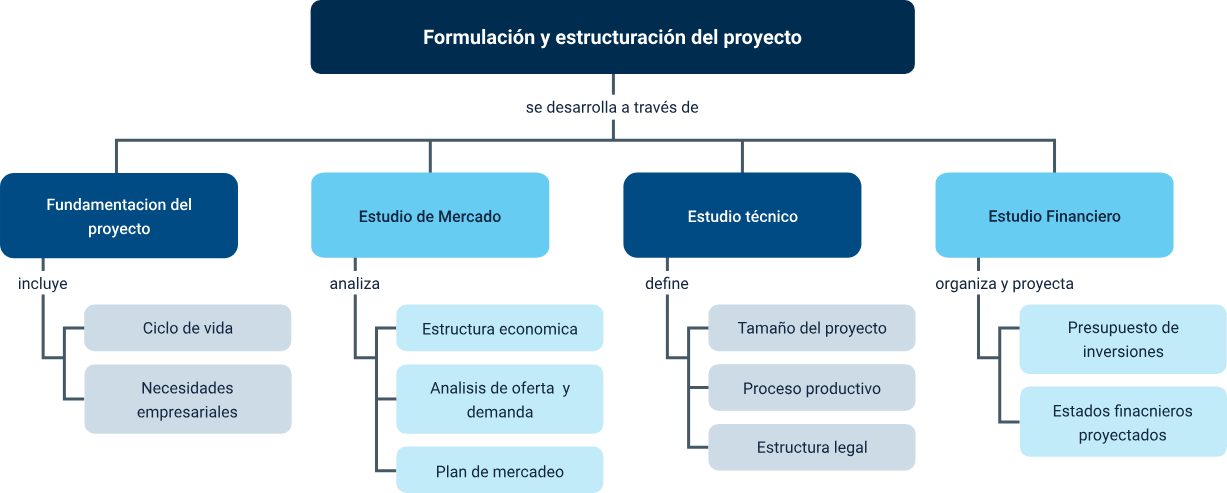 Formulación y estructuración del proyecto
se desarrolla a través de
Fundamentacion del
proyecto
incluye
Ciclo de vida
Necesidades
empresariales
Estudio de Mercado
analiza
Estructura economica
Analisis de oferta y
demanda
Plan de mercadeo
Estudio técnico
define
Tamaño del proyecto
Proceso productivo
Estructura legal
Estudio Financiero
organiza y proyecta
Presupuesto de
inversiones
Estados finacnieros
proyectados